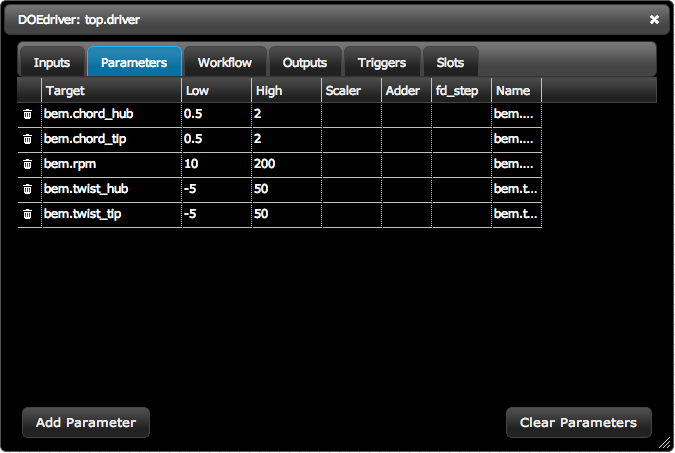 DOEdriver: top.driver
Inputs Parameters Workflow Outputs Triggers Slots
Target Low High Scaler Adder fd_step Name
bem.chord_hub 0.5 2 bem....
bem.chord_tip 0.5 2 bem....
bem.rpm 10 200 bem....
bem.twist_hub -5 50 bem.t...
bem.twist_tip -5 50 bem.t...
Add Parameter Clear Parameters